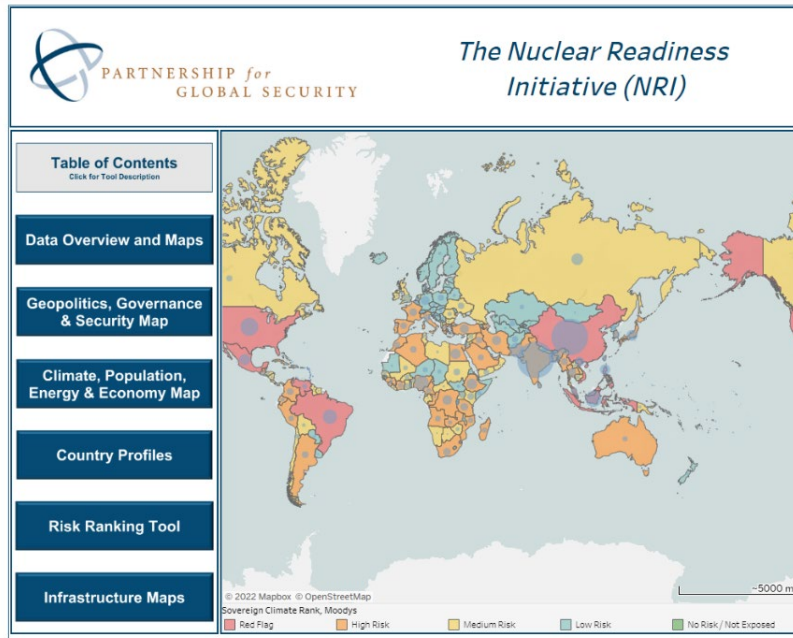 PARTNERSHIP for
GLOBAL SECURITY
The Nuclear Readiness
Initiative (NRI)
Table of Contents
Click for Tool Description
Data Overview and Maps
Geopolitics, Governance
& Security Map
Climate, Population,
Energy & Economy Map
Country Profiles
Risk Ranking Tool
Infrastructure Maps
© 2022 Mapbox © OpenStreetMap
~5000 m
Sovereign Climate Rank, Moodys
Red Flag
High Risk
Medium Risk
Low Risk
No Risk / Not Exposed